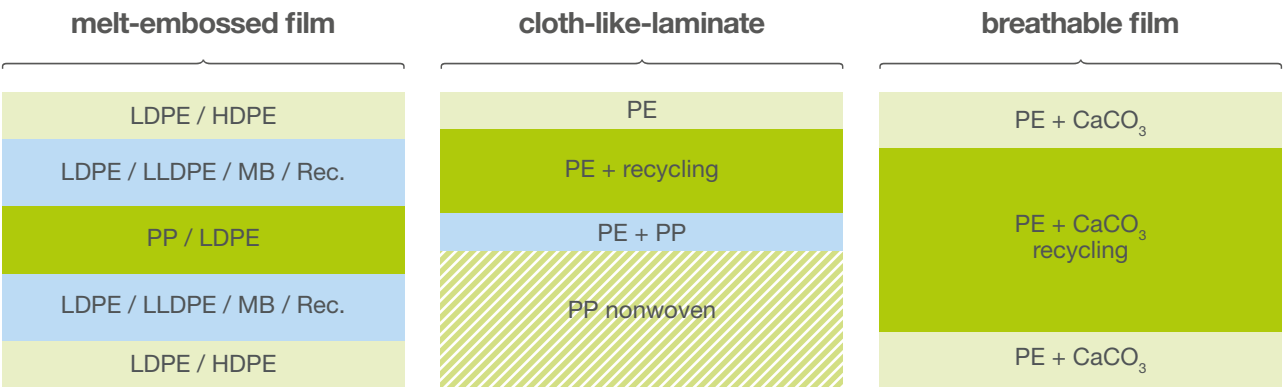 melt-embossed film
LDPE / HDPE
LDPE / LLDPE / MB / Rec.
PP / LDPE
LDPE / LLDPE / MB / Rec.
LDPE / HDPE
cloth-like-laminate
PE
PE + recycling
PE + PP
PP nonwoven
breathable film
PE + CaCO₃
PE + CaCO₃
recycling
PE + CaCO₃